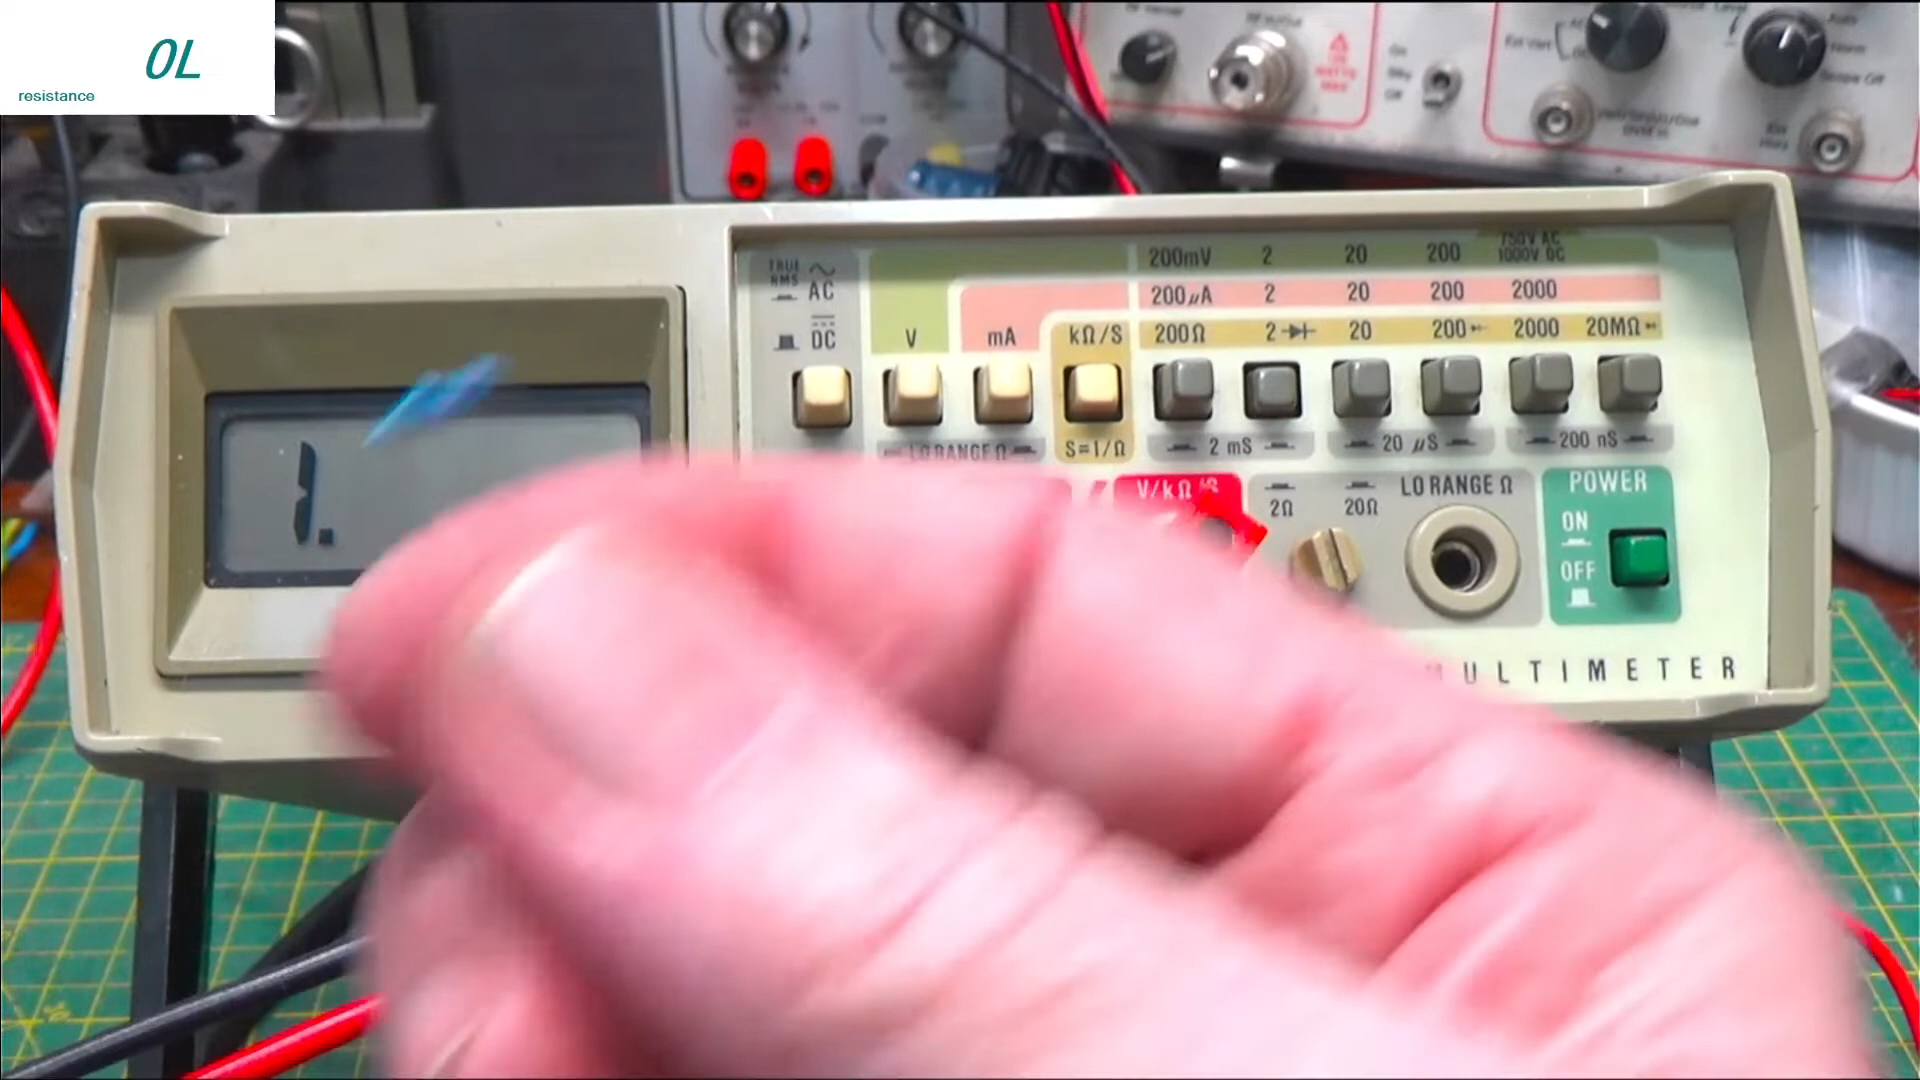 OL
resistance
TRUE RMS AC
DC
V
mA
kΩ/S
200mV 2 20 200 750V AC 1000V DC
200μA 2 20 200 2000
200Ω 2 20 200 2000 20MΩ
LO RANGE Ω
S=1/Ω
2 mS
20 μS
200 nS
V/kΩ/S
2Ω
20Ω
LO RANGE Ω
POWER
ON
OFF
MULTIMETER
1.